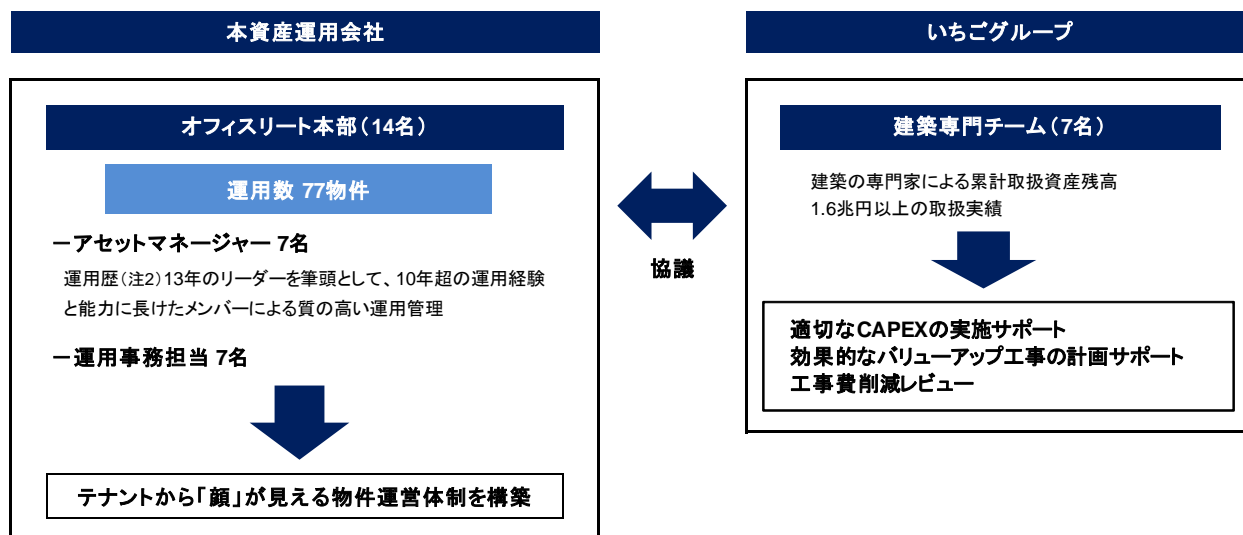 本資産運用会社
オフィスリート本部（14名）
運用数 77物件
－アセットマネージャー 7名
運用歴（注2）13年のリーダーを筆頭として、10年超の運用経験
と能力に長けたメンバーによる質の高い運用管理
－運用事務担当 7名
テナントから「顔」が見える物件運営体制を構築
協議
いちごグループ
建築専門チーム（7名）
建築の専門家による累計取扱資産残高
1.6兆円以上の取扱実績
適切なCAPEXの実施サポート
効果的なバリューアップ工事の計画サポート
工事費削減レビュー